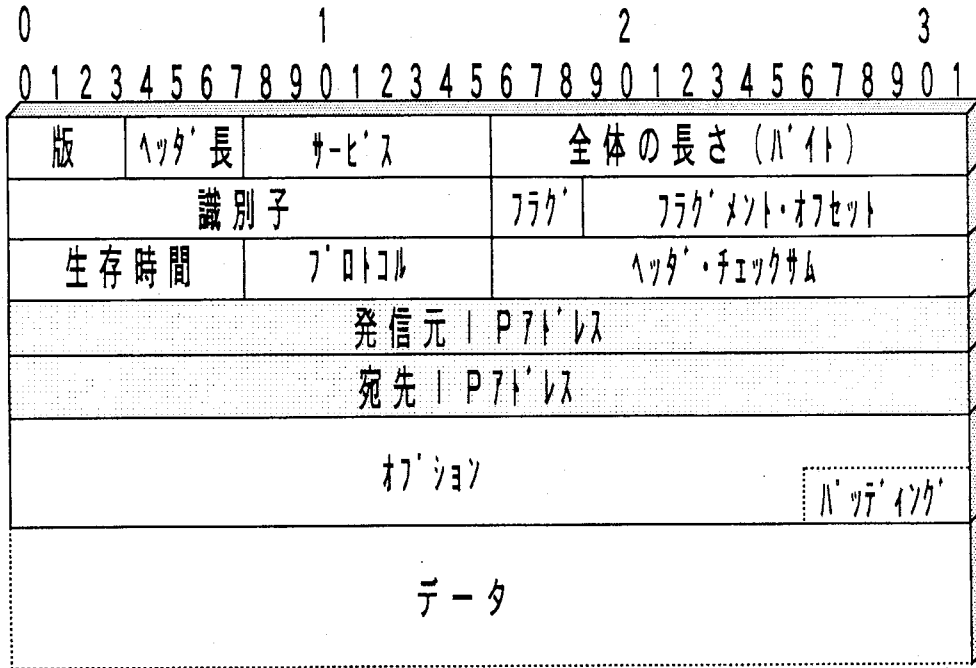 0 1 2 3
0 1 2 3 4 5 6 7 8 9 0 1 2 3 4 5 6 7 8 9 0 1 2 3 4 5 6 7 8 9 0 1
版 ﾍｯﾀﾞ長 ｻｰﾋﾞｽ 全体の長さ（ﾊﾞｲﾄ）
識別子 ﾌﾗｸﾞ ﾌﾗｸﾞﾒﾝﾄ・ｵﾌｾｯﾄ
生存時間 ﾌﾟﾛﾄｺﾙ ﾍｯﾀﾞ・ﾁｪｯｸｻﾑ
発信元ＩＰｱﾄﾞﾚｽ
宛先ＩＰｱﾄﾞﾚｽ
ｵﾌﾟｼｮﾝ
ﾊﾟｯﾃﾞｨﾝｸﾞ
データ